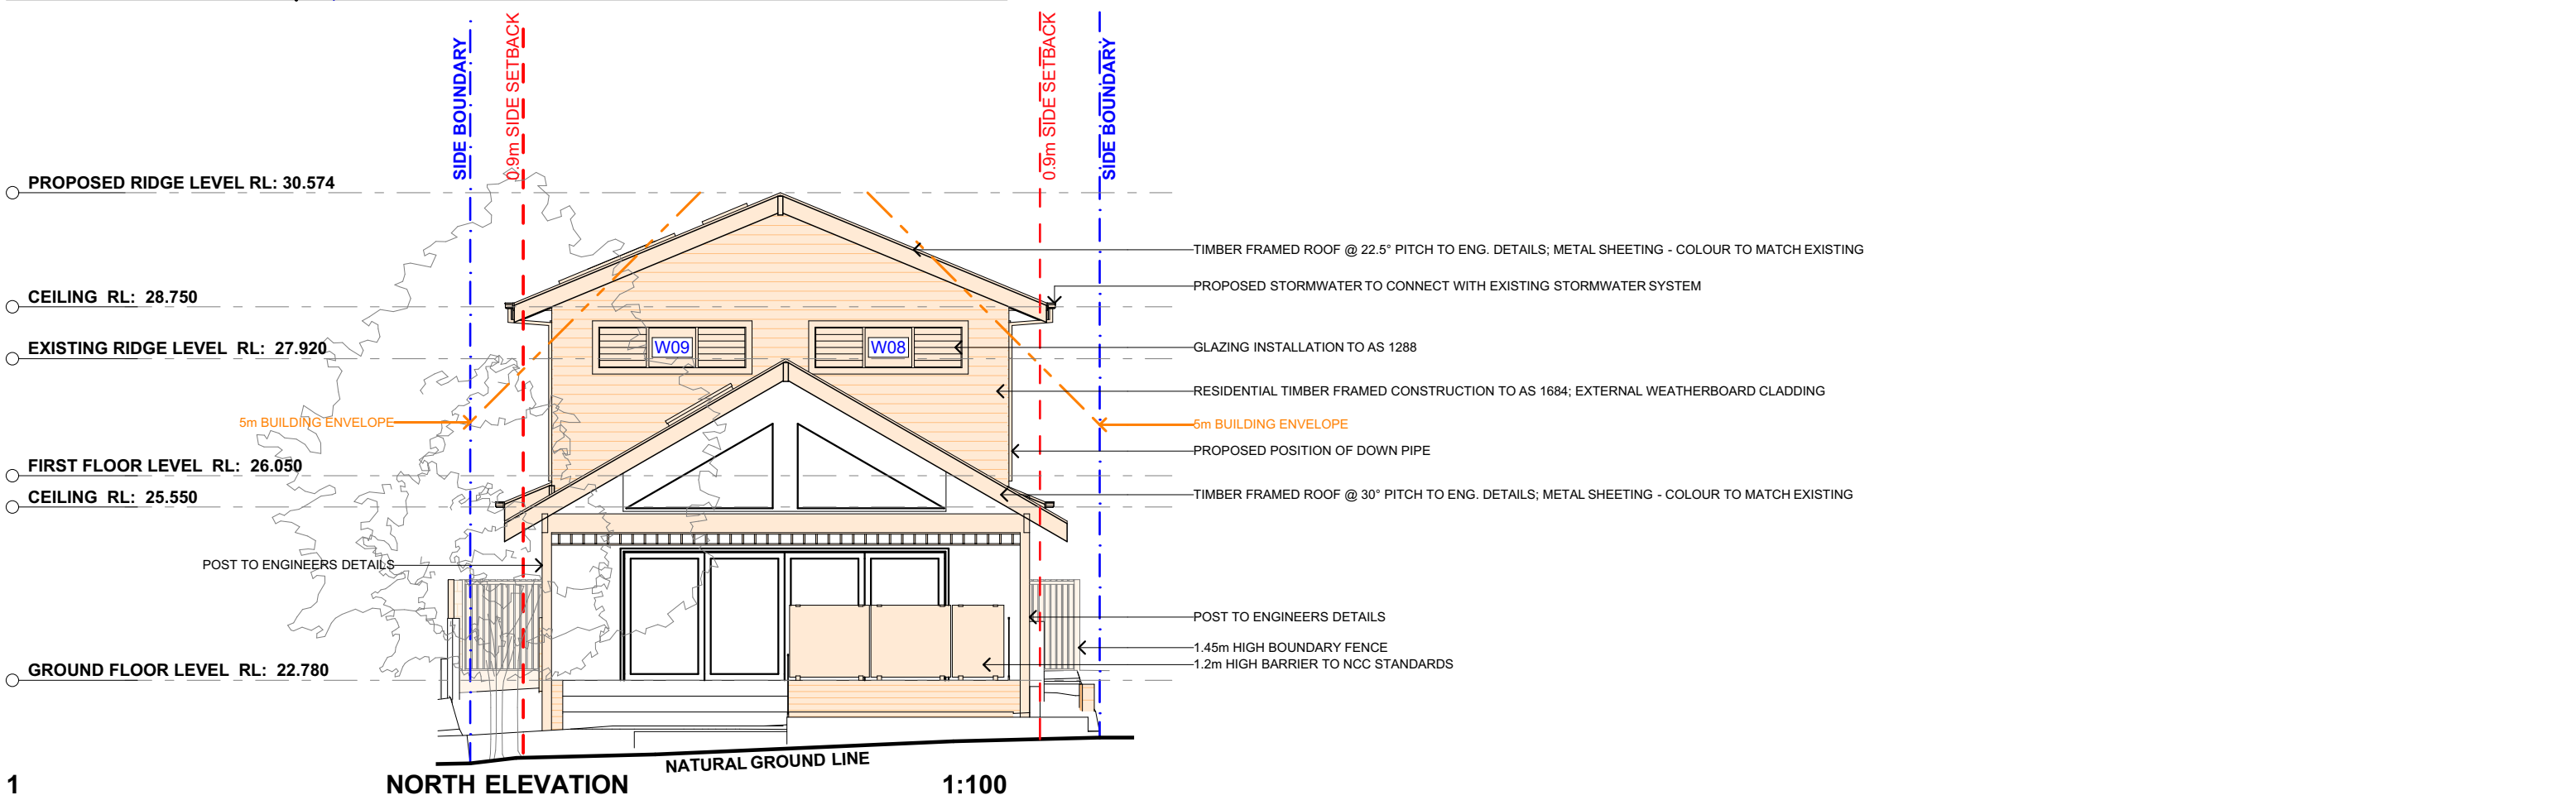 SIDE BOUNDARY
0.9m SIDE SETBACK
0.9m SIDE SETBACK
SIDE BOUNDARY
PROPOSED RIDGE LEVEL RL: 30.574
TIMBER FRAMED ROOF @ 22.5° PITCH TO ENG. DETAILS; METAL SHEETING - COLOUR TO MATCH EXISTING
PROPOSED STORMWATER TO CONNECT WITH EXISTING STORMWATER SYSTEM
CEILING RL: 28.750
EXISTING RIDGE LEVEL RL: 27.920
W09
W08
GLAZING INSTALLATION TO AS 1288
RESIDENTIAL TIMBER FRAMED CONSTRUCTION TO AS 1684; EXTERNAL WEATHERBOARD CLADDING
5m BUILDING ENVELOPE
5m BUILDING ENVELOPE
PROPOSED POSITION OF DOWN PIPE
FIRST FLOOR LEVEL RL: 26.050
CEILING RL: 25.550
TIMBER FRAMED ROOF @ 30° PITCH TO ENG. DETAILS; METAL SHEETING - COLOUR TO MATCH EXISTING
POST TO ENGINEERS DETAILS
POST TO ENGINEERS DETAILS
1.45m HIGH BOUNDARY FENCE
1.2m HIGH BARRIER TO NCC STANDARDS
GROUND FLOOR LEVEL RL: 22.780
NATURAL GROUND LINE
1 NORTH ELEVATION 1:100